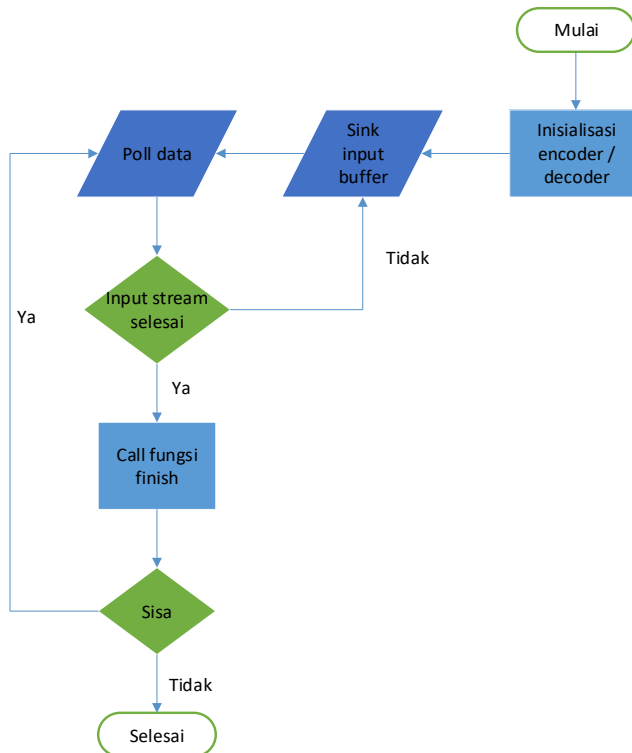 Mulai
Inisialisasi
encoder /
decoder
Sink
input
buffer
Poll data
Input stream
selesai
Tidak
Ya
Ya
Call fungsi
finish
Sisa
Tidak
Selesai